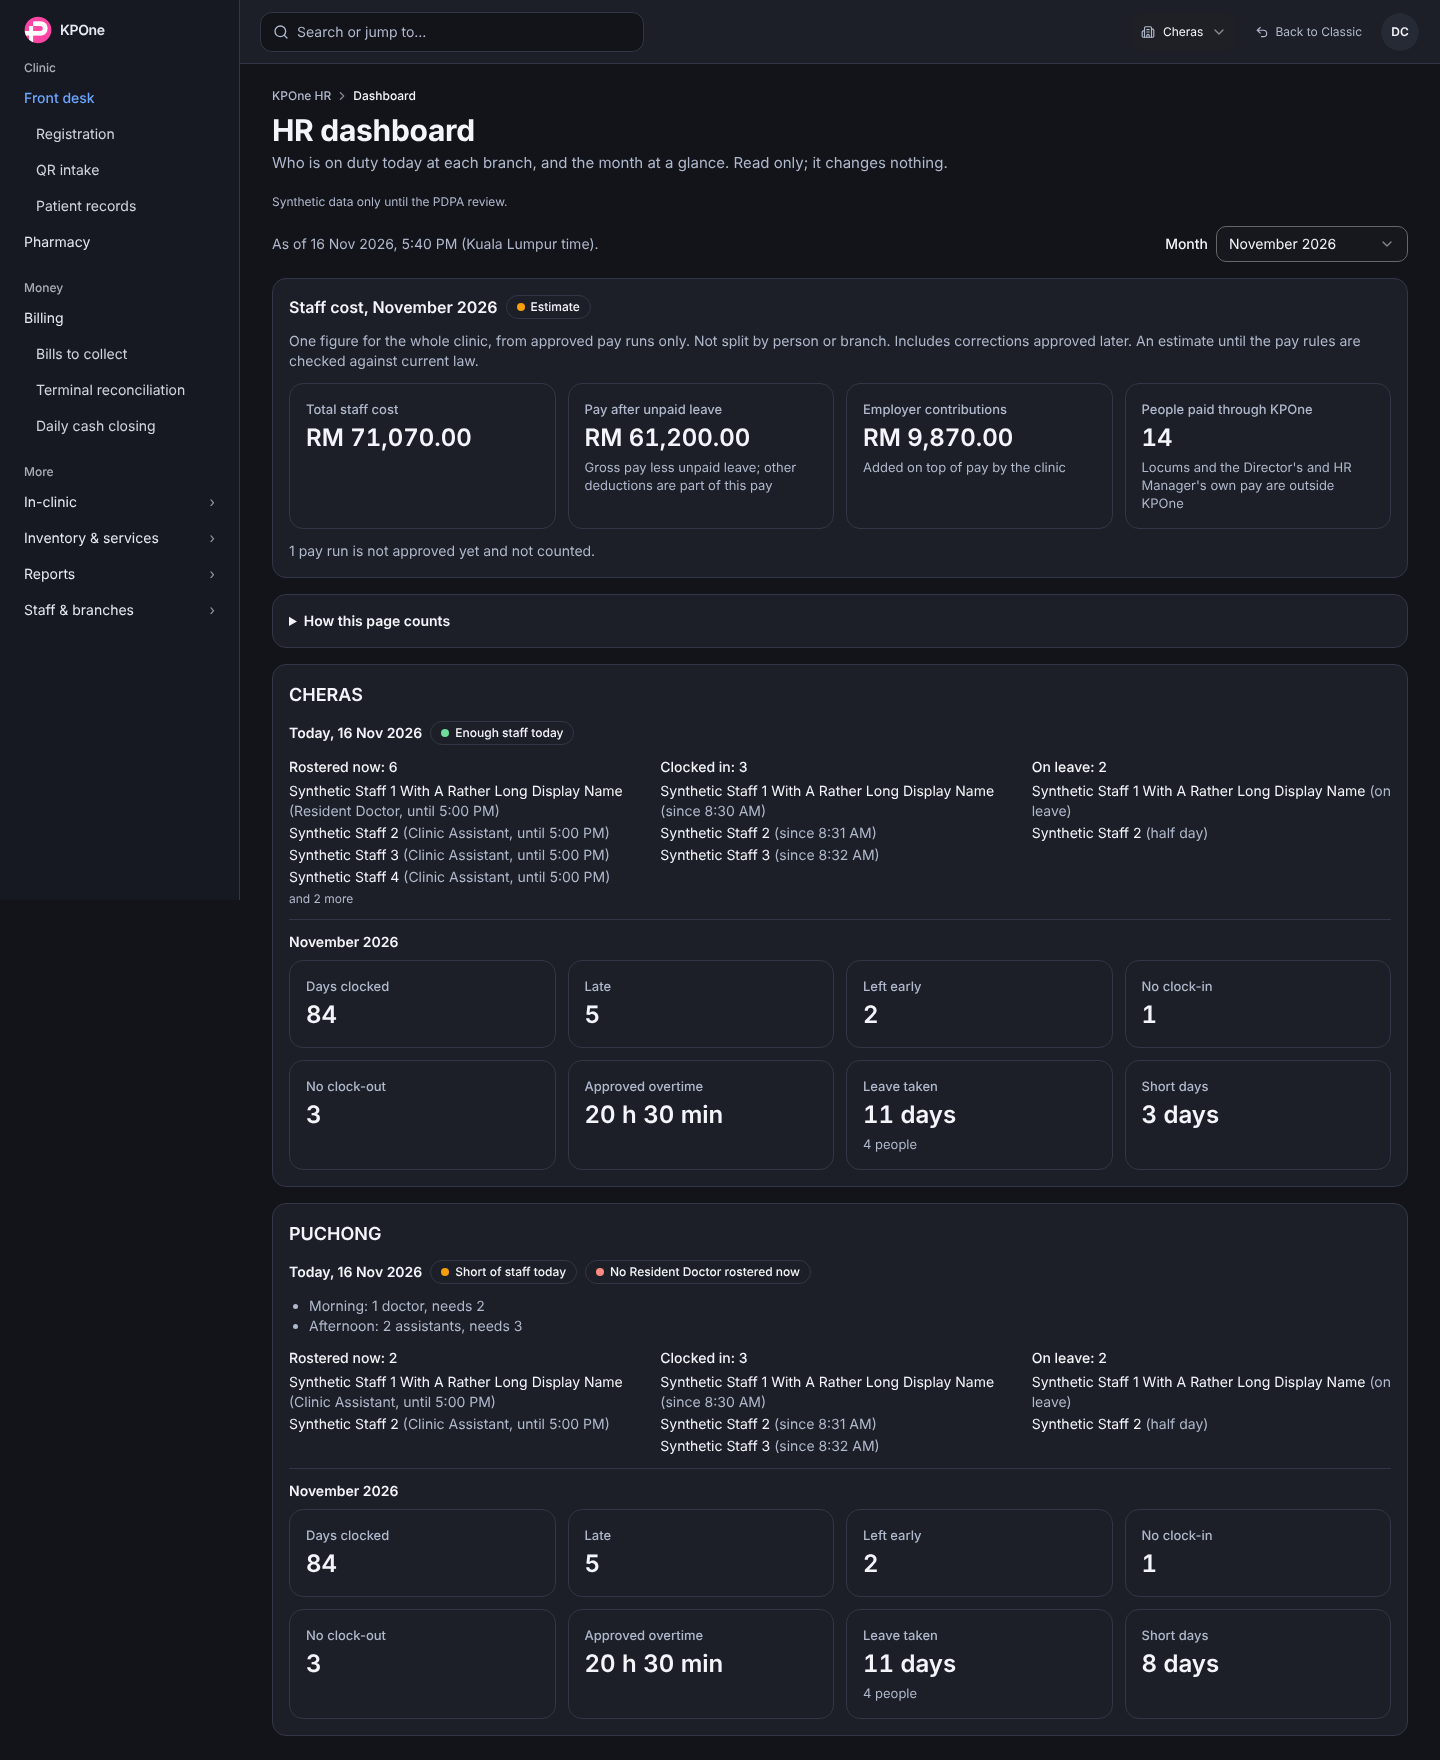 KPOne
Clinic
Front desk
Registration
QR intake
Patient records
Pharmacy
Money
Billing
Bills to collect
Terminal reconciliation
Daily cash closing
More
In-clinic
Inventory & services
Reports
Staff & branches
Search or jump to...
Cheras
Back to Classic
DC
KPOne HR > Dashboard
HR dashboard
Who is on duty today at each branch, and the month at a glance. Read only; it changes nothing.
Synthetic data only until the PDPA review.
As of 16 Nov 2026, 5:40 PM (Kuala Lumpur time).
Month November 2026
Staff cost, November 2026 Estimate
One figure for the whole clinic, from approved pay runs only. Not split by person or branch. Includes corrections approved later. An estimate until the pay rules are
checked against current law.
Total staff cost
RM 71,070.00
Pay after unpaid leave
RM 61,200.00
Gross pay less unpaid leave; other
deductions are part of this pay
Employer contributions
RM 9,870.00
Added on top of pay by the clinic
People paid through KPOne
14
Locums and the Director's and HR
Manager's own pay are outside
KPOne
1 pay run is not approved yet and not counted.
How this page counts
CHERAS
Today, 16 Nov 2026 Enough staff today
Rostered now: 6
Synthetic Staff 1 With A Rather Long Display Name
(Resident Doctor, until 5:00 PM)
Synthetic Staff 2 (Clinic Assistant, until 5:00 PM)
Synthetic Staff 3 (Clinic Assistant, until 5:00 PM)
Synthetic Staff 4 (Clinic Assistant, until 5:00 PM)
and 2 more
Clocked in: 3
Synthetic Staff 1 With A Rather Long Display Name
(since 8:30 AM)
Synthetic Staff 2 (since 8:31 AM)
Synthetic Staff 3 (since 8:32 AM)
On leave: 2
Synthetic Staff 1 With A Rather Long Display Name (on
leave)
Synthetic Staff 2 (half day)
November 2026
Days clocked
84
Late
5
Left early
2
No clock-in
1
No clock-out
3
Approved overtime
20 h 30 min
Leave taken
11 days
4 people
Short days
3 days
PUCHONG
Today, 16 Nov 2026 Short of staff today No Resident Doctor rostered now
• Morning: 1 doctor, needs 2
• Afternoon: 2 assistants, needs 3
Rostered now: 2
Synthetic Staff 1 With A Rather Long Display Name
(Clinic Assistant, until 5:00 PM)
Synthetic Staff 2 (Clinic Assistant, until 5:00 PM)
Clocked in: 3
Synthetic Staff 1 With A Rather Long Display Name
(since 8:30 AM)
Synthetic Staff 2 (since 8:31 AM)
Synthetic Staff 3 (since 8:32 AM)
On leave: 2
Synthetic Staff 1 With A Rather Long Display Name (on
leave)
Synthetic Staff 2 (half day)
November 2026
Days clocked
84
Late
5
Left early
2
No clock-in
1
No clock-out
3
Approved overtime
20 h 30 min
Leave taken
11 days
4 people
Short days
8 days